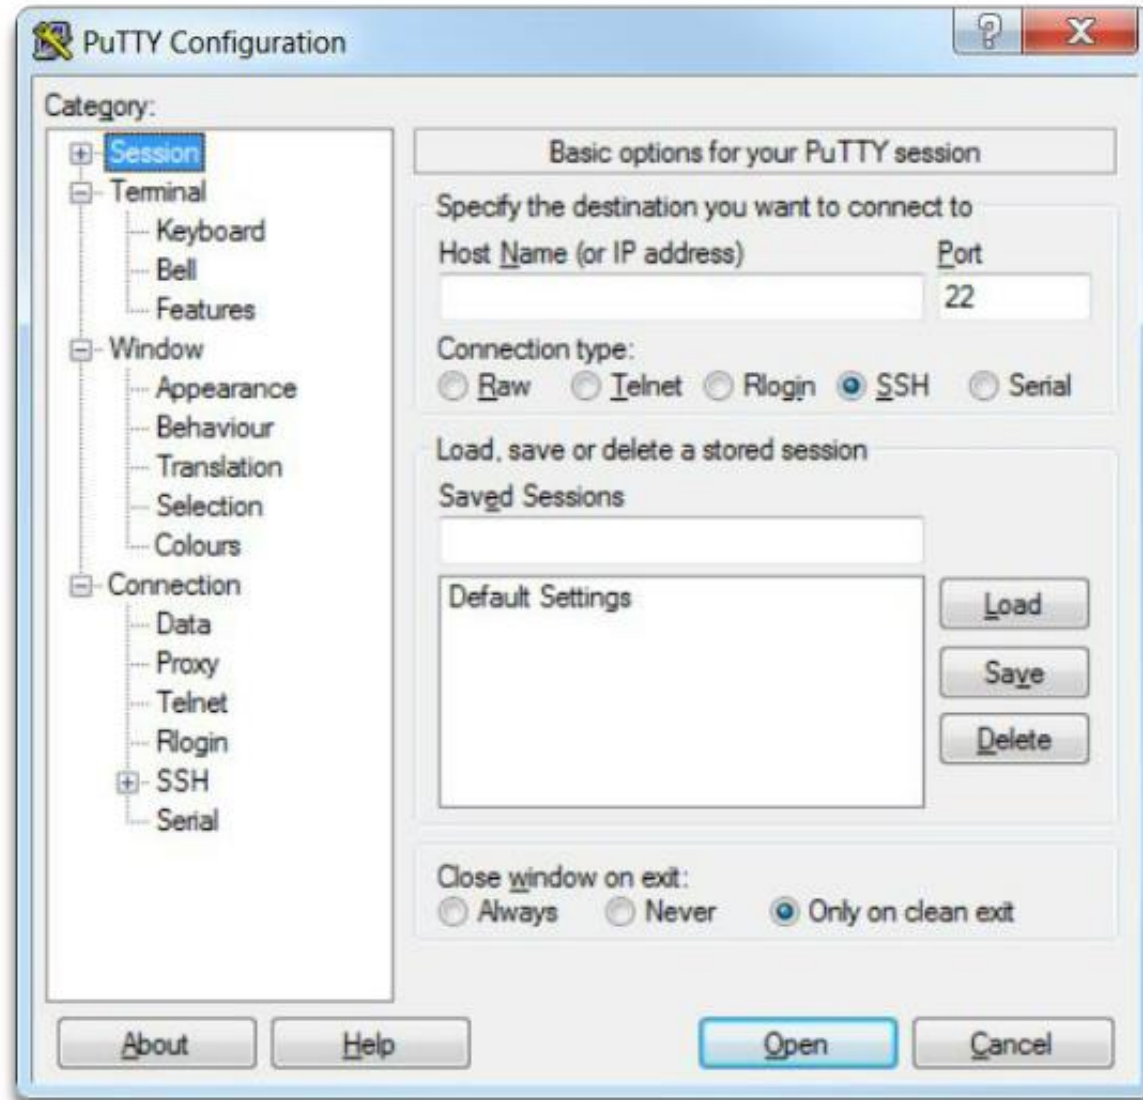 PuTTY Configuration
Category:
Session
Terminal
Keyboard
Bell
Features
Window
Appearance
Behaviour
Translation
Selection
Colours
Connection
Data
Proxy
Telnet
Rlogin
SSH
Serial
Basic options for your PuTTY session
Specify the destination you want to connect to
Host Name (or IP address) Port
22
Connection type:
Raw Telnet Rlogin SSH Serial
Load, save or delete a stored session
Saved Sessions
Default Settings
Load
Save
Delete
Close window on exit:
Always Never Only on clean exit
About Help Open Cancel